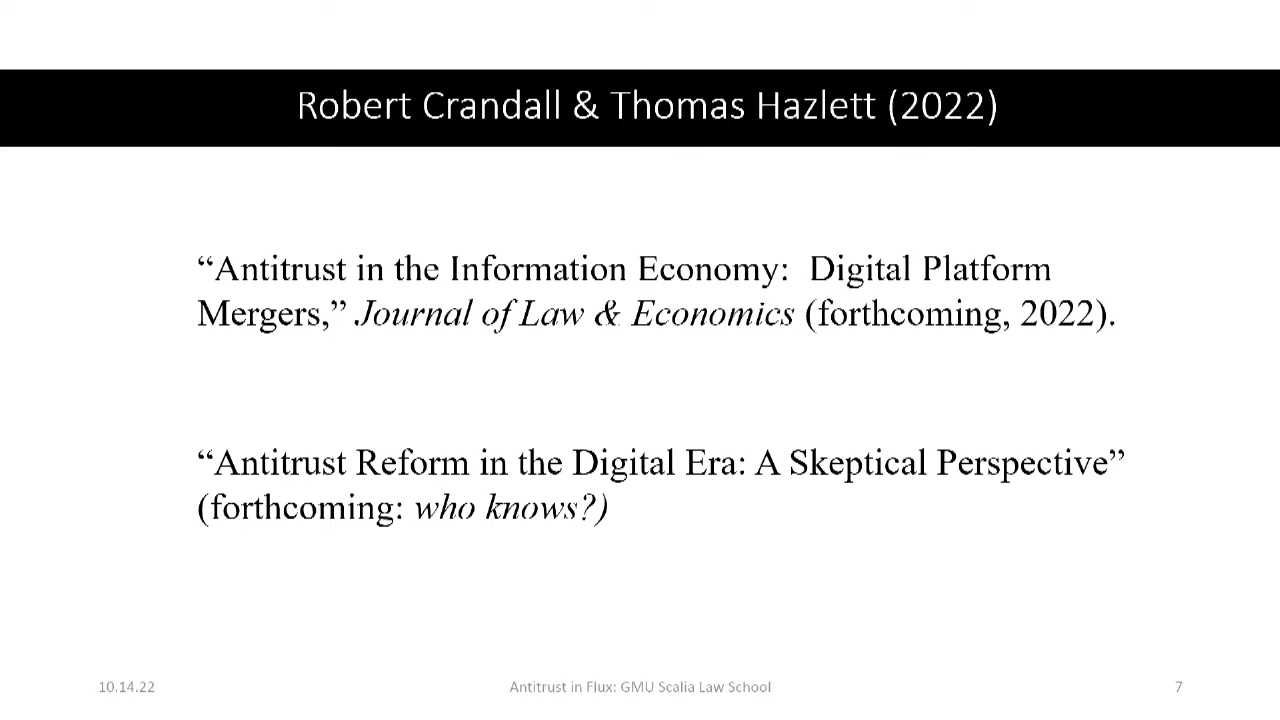 Robert Crandall & Thomas Hazlett (2022)
“Antitrust in the Information Economy:  Digital Platform
Mergers,” Journal of Law & Economics (forthcoming, 2022).
“Antitrust Reform in the Digital Era: A Skeptical Perspective”
(forthcoming: who knows?)
10.14.22
Antitrust in Flux: GMU Scalia Law School
7